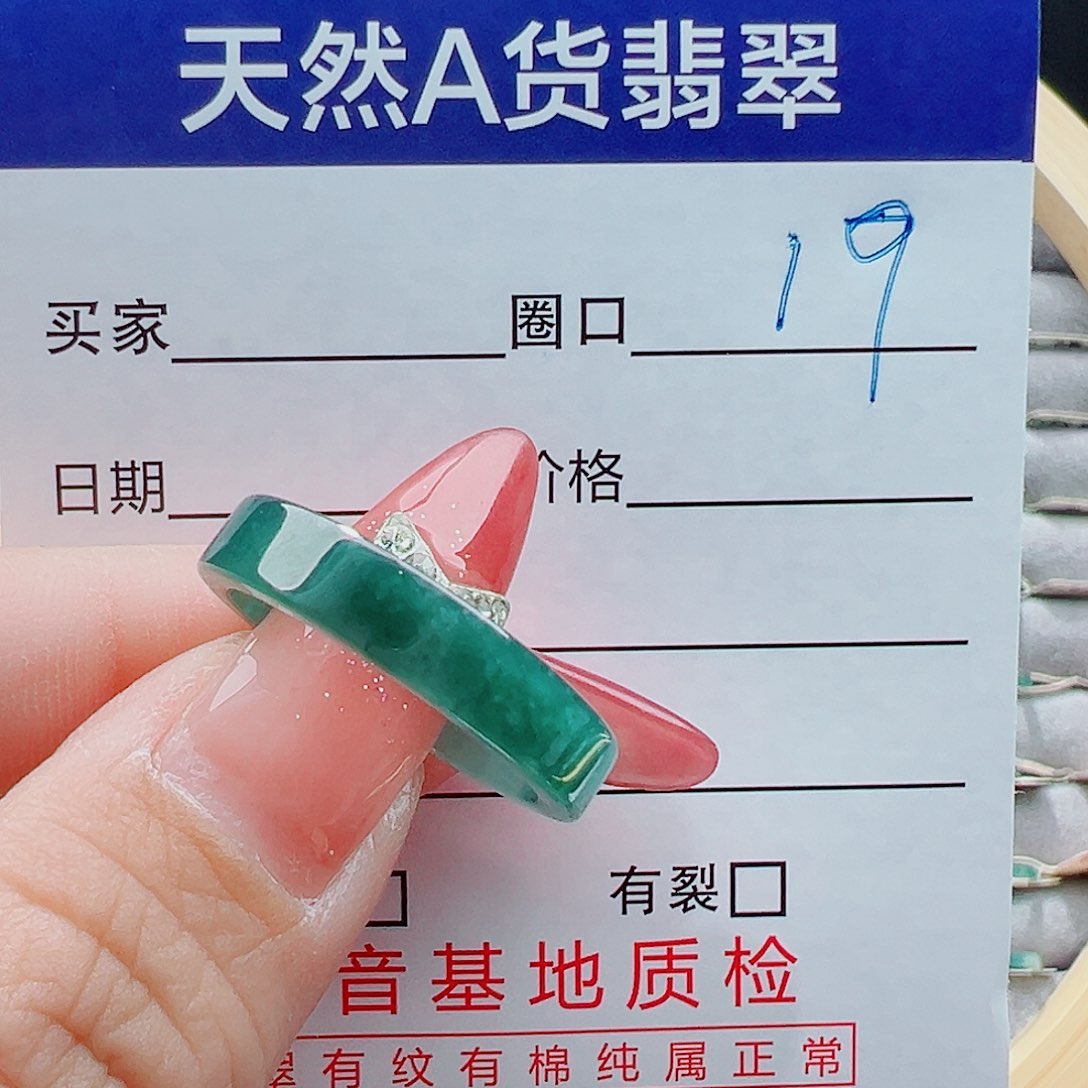 天然A货翡翠
19
买家 圈口
日期 价格
有裂
音基地质检
翠有纹有棉纯属正常